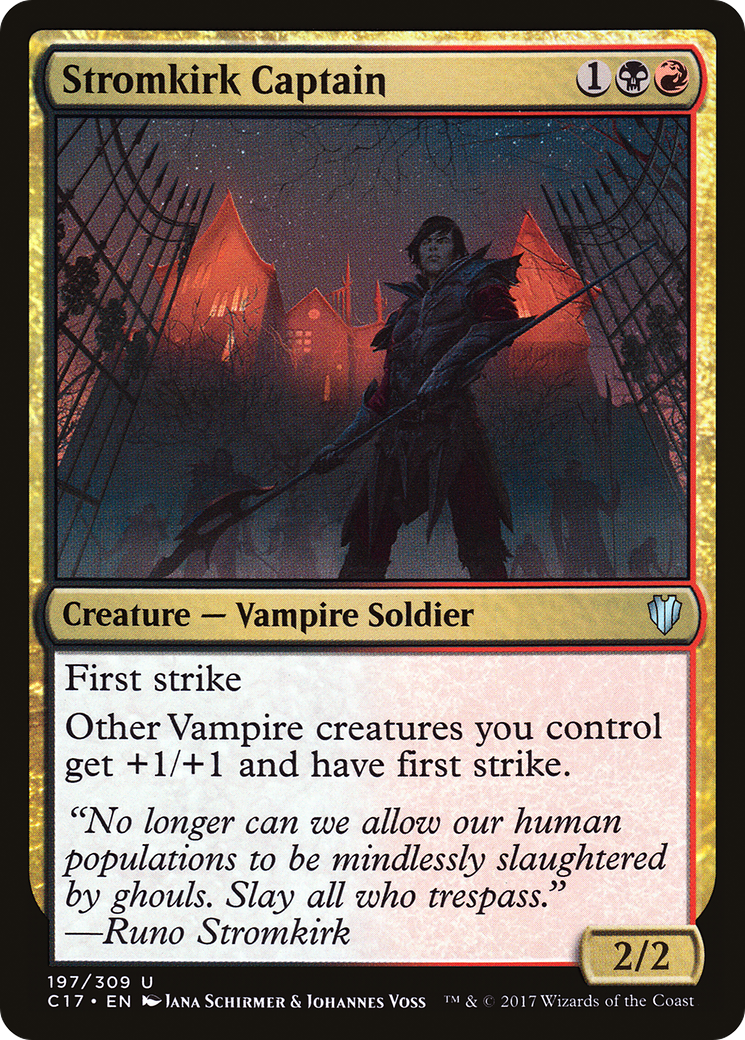 Stromkirk Captain 1
Creature — Vampire Soldier
First strike
Other Vampire creatures you control
get +1/+1 and have first strike.
“No longer can we allow our human
populations to be mindlessly slaughtered
by ghouls. Slay all who trespass.”
—Runo Stromkirk
2/2
197/309 U
C17 • EN Jana Schirmer & Johannes Voss ™ & © 2017 Wizards of the Coast